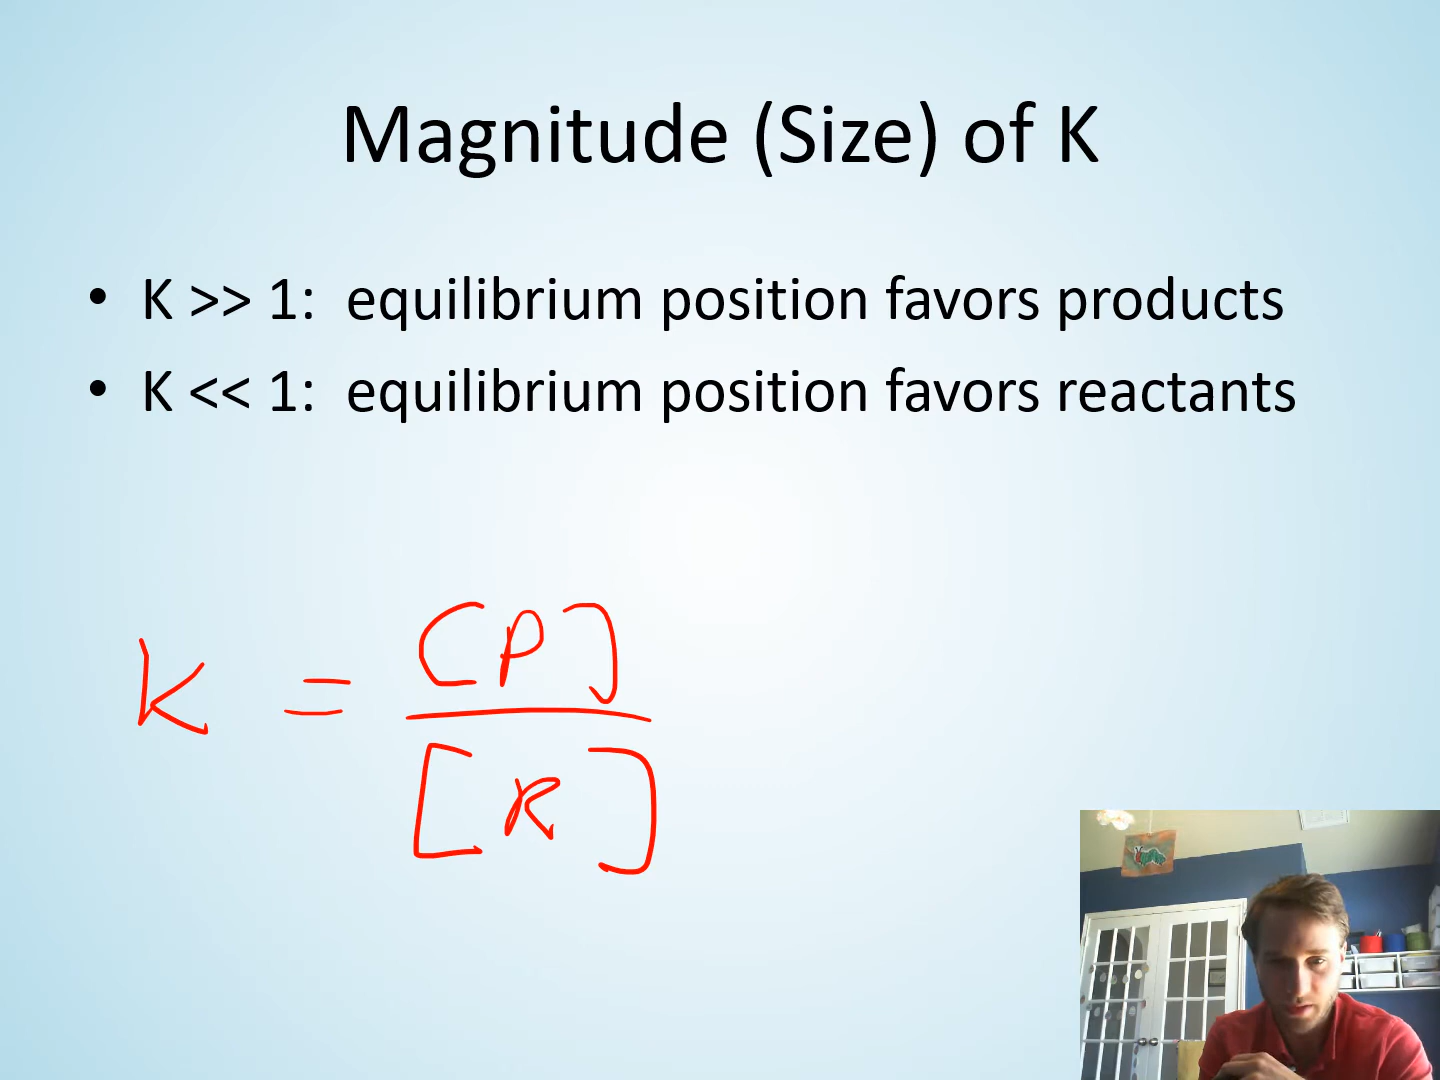 Magnitude (Size) of K
• K >> 1: equilibrium position favors products
• K << 1: equilibrium position favors reactants
K = [P]
[R]